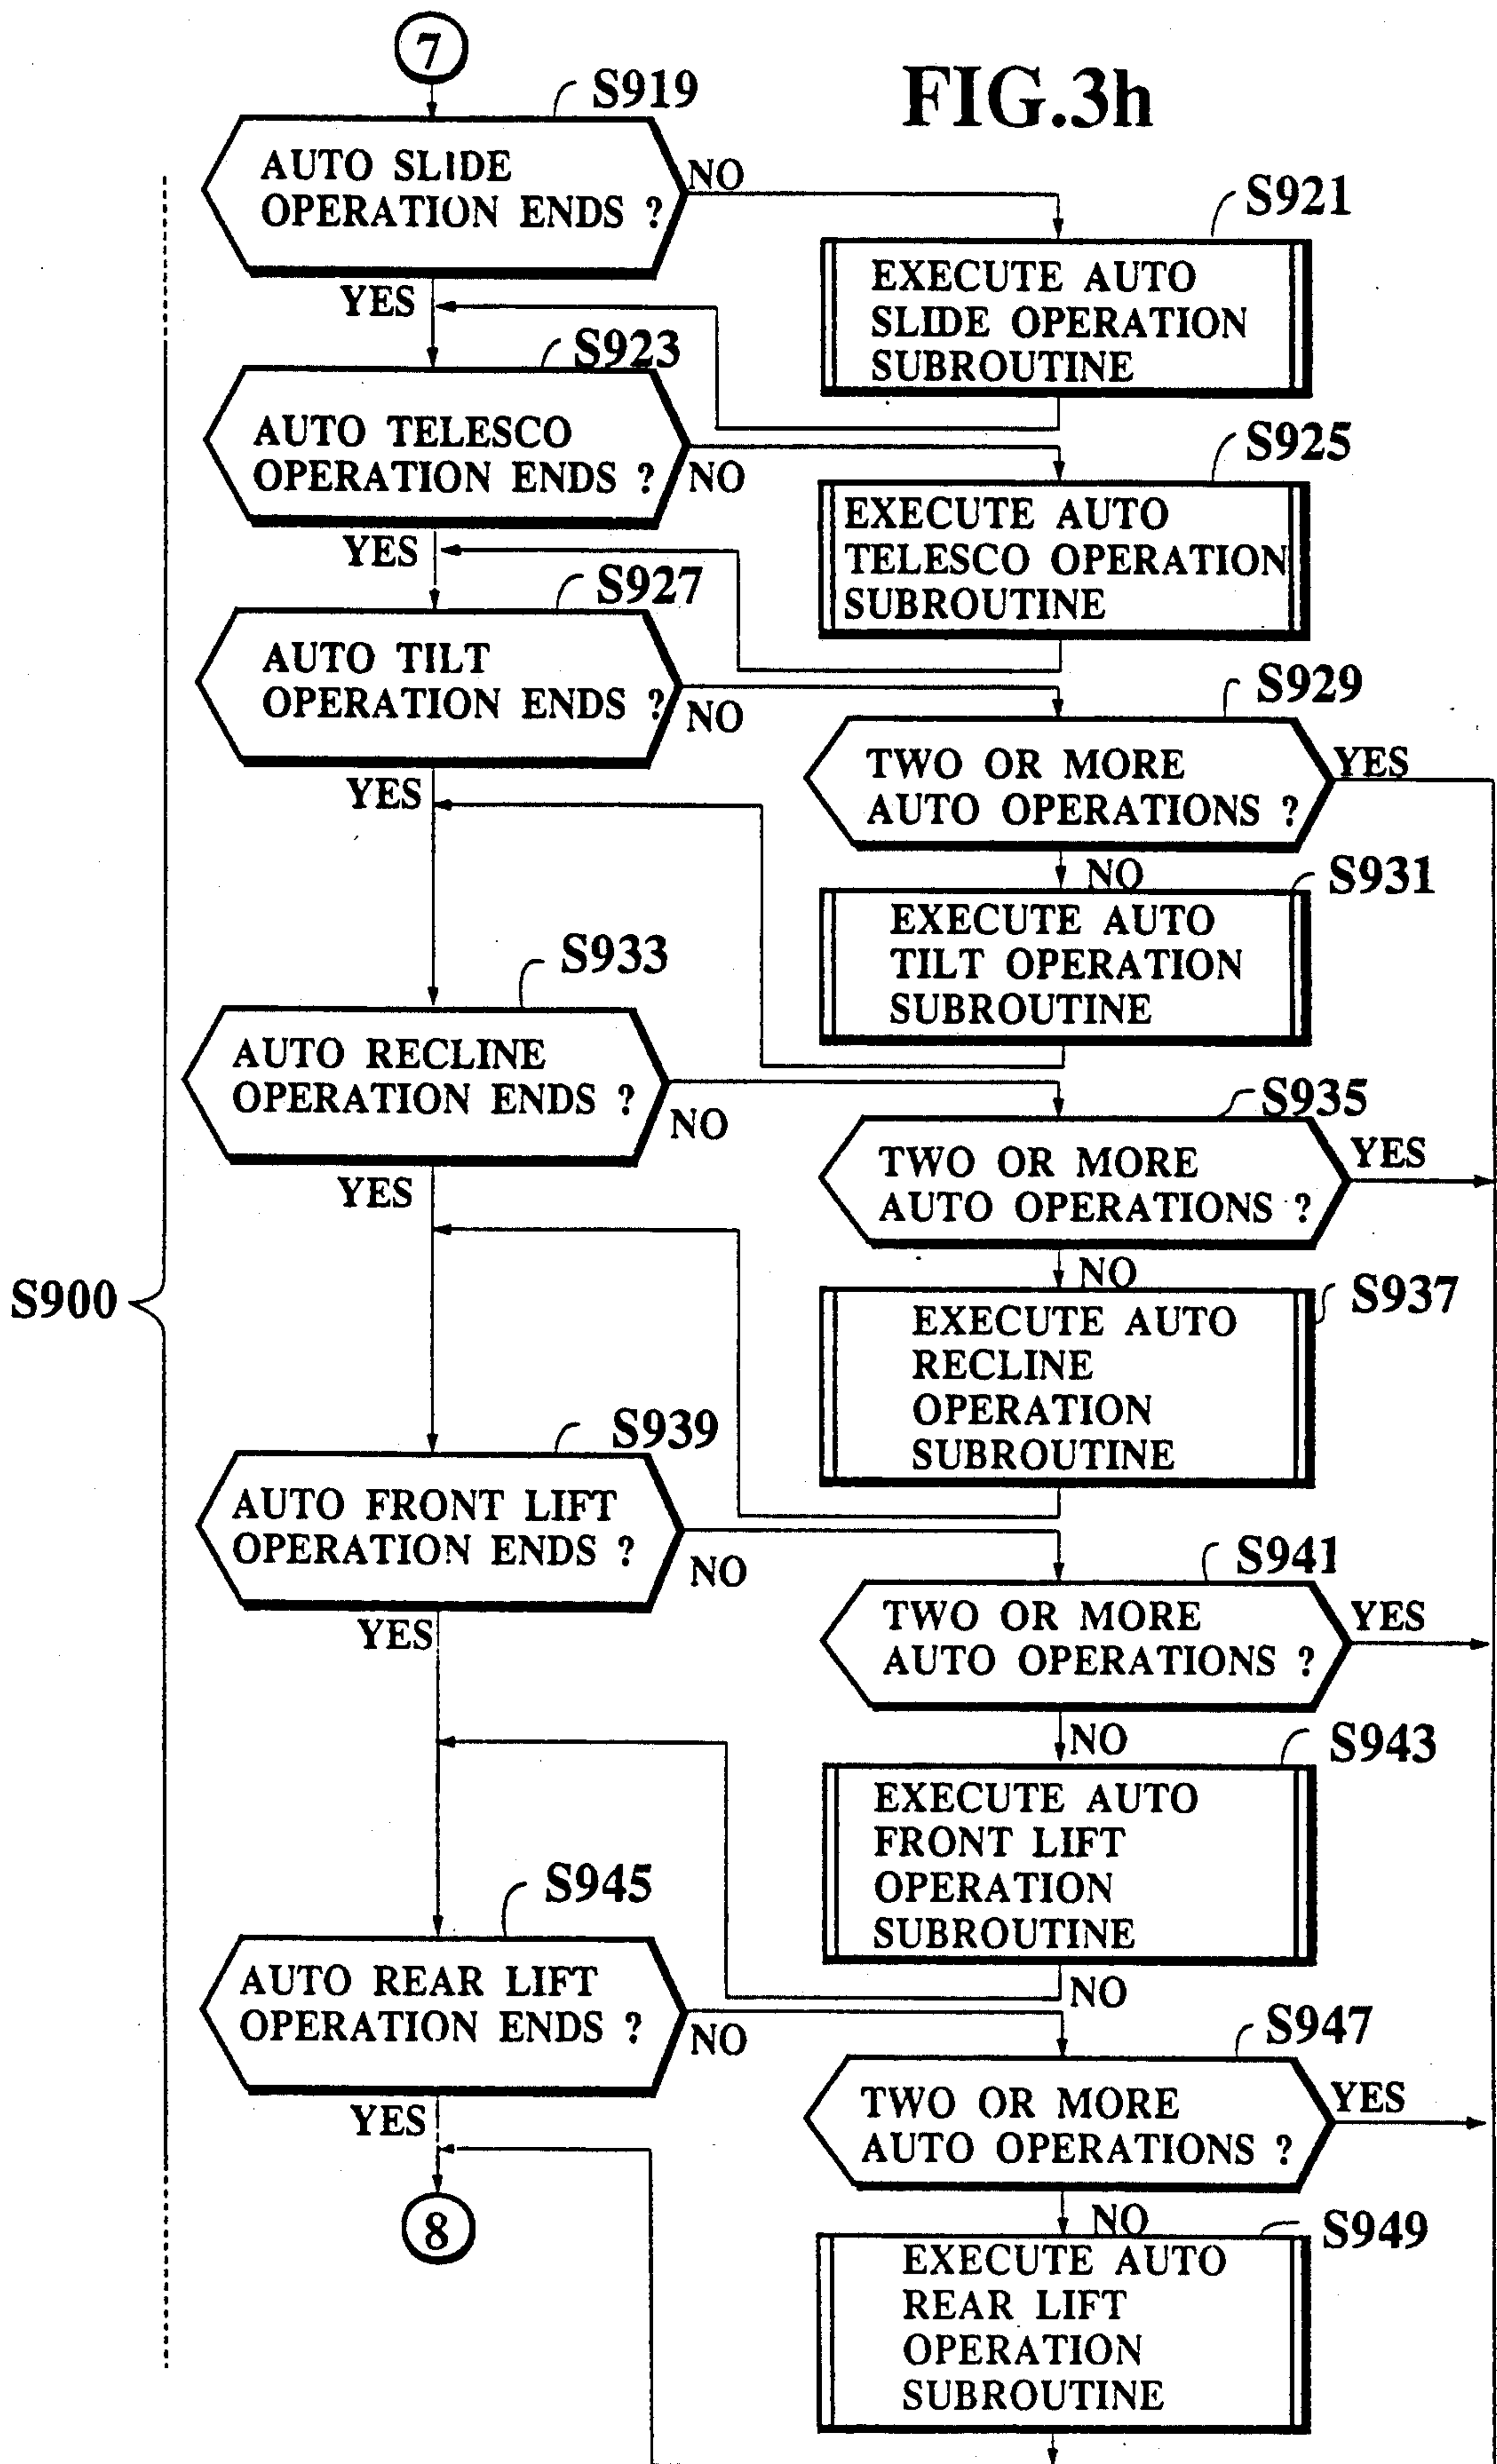 7
FIG.3h
S919
AUTO SLIDE
OPERATION ENDS ?
NO
S921
EXECUTE AUTO
SLIDE OPERATION
SUBROUTINE
YES
S923
AUTO TELESCO
OPERATION ENDS ?
NO
S925
EXECUTE AUTO
TELESCO OPERATION
SUBROUTINE
YES
S927
AUTO TILT
OPERATION ENDS ?
NO
S929
TWO OR MORE
AUTO OPERATIONS ?
YES
YES
NO
S931
EXECUTE AUTO
TILT OPERATION
SUBROUTINE
S933
AUTO RECLINE
OPERATION ENDS ?
NO
S935
TWO OR MORE
AUTO OPERATIONS ?
YES
YES
NO
S900
S937
EXECUTE AUTO
RECLINE
OPERATION
SUBROUTINE
S939
AUTO FRONT LIFT
OPERATION ENDS ?
NO
S941
TWO OR MORE
AUTO OPERATIONS ?
YES
YES
NO
S943
EXECUTE AUTO
FRONT LIFT
OPERATION
SUBROUTINE
NO
S945
AUTO REAR LIFT
OPERATION ENDS ?
NO
S947
TWO OR MORE
AUTO OPERATIONS ?
YES
YES
NO
8
S949
EXECUTE AUTO
REAR LIFT
OPERATION
SUBROUTINE